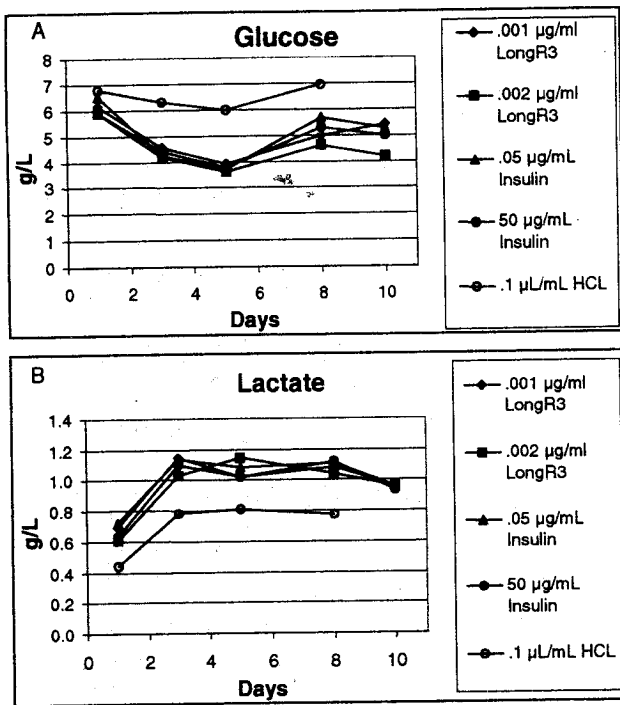 A
Glucose
8
7
6
5
4
3
2
1
0
g/L
0 2 4 6 8 10
Days
.001 µg/ml
LongR3
.002 µg/ml
LongR3
.05 µg/mL
Insulin
50 µg/mL
Insulin
.1 µL/mL HCL
B
Lactate
1.4
1.2
1.0
0.8
0.6
0.4
0.2
0.0
g/L
0 2 4 6 8 10
Days
.001 µg/ml
LongR3
.002 µg/ml
LongR3
.05 µg/mL
Insulin
50 µg/mL
Insulin
.1 µL/mL HCL